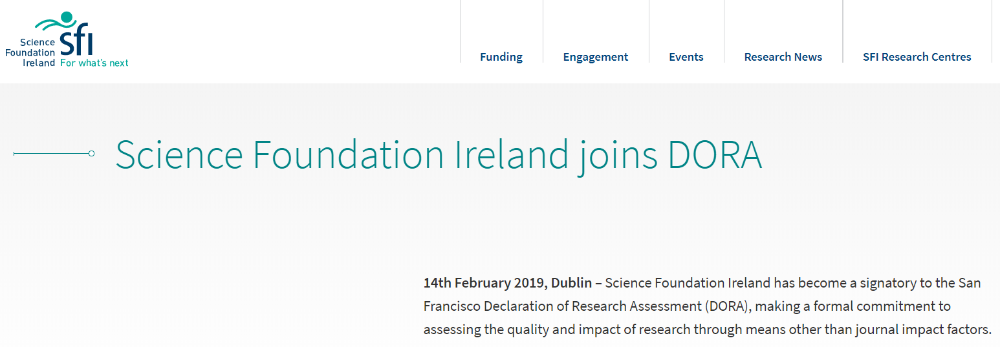 sfi
Science
Foundation
Ireland For what's next
Funding Engagement Events Research News SFI Research Centres
Science Foundation Ireland joins DORA
14th February 2019, Dublin – Science Foundation Ireland has become a signatory to the San
Francisco Declaration of Research Assessment (DORA), making a formal commitment to
assessing the quality and impact of research through means other than journal impact factors.